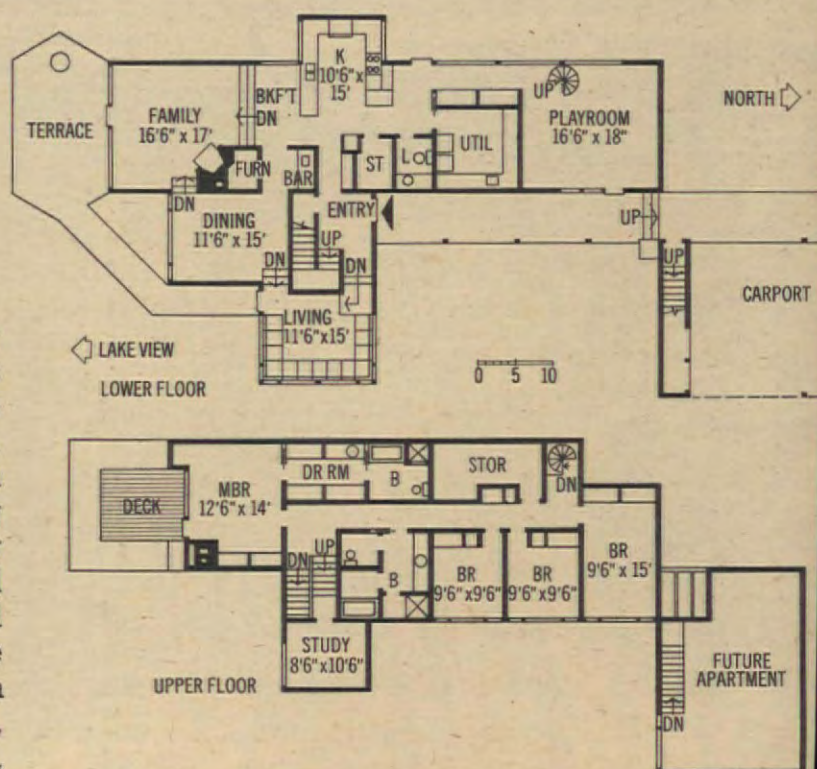 K
10'6" x
15'
BKF'T
DN
FAMILY
16'6" x 17'
TERRACE
FURN
DN
BAR
ST
L
UTIL
UP
PLAYROOM
16'6" x 18"
NORTH
DINING
11'6" x 15'
ENTRY
UP
DN
DN
UP
UP
CARPORT
LIVING
11'6"x15'
LAKE VIEW
LOWER FLOOR
0 5 10
DECK
MBR
12'6" x 14'
DR RM
B
STOR
DN
DN
UP
B
BR
9'6" x9'6"
BR
9'6" x9'6"
BR
9'6" x 15'
STUDY
8'6"x10'6"
UPPER FLOOR
FUTURE
APARTMENT
DN